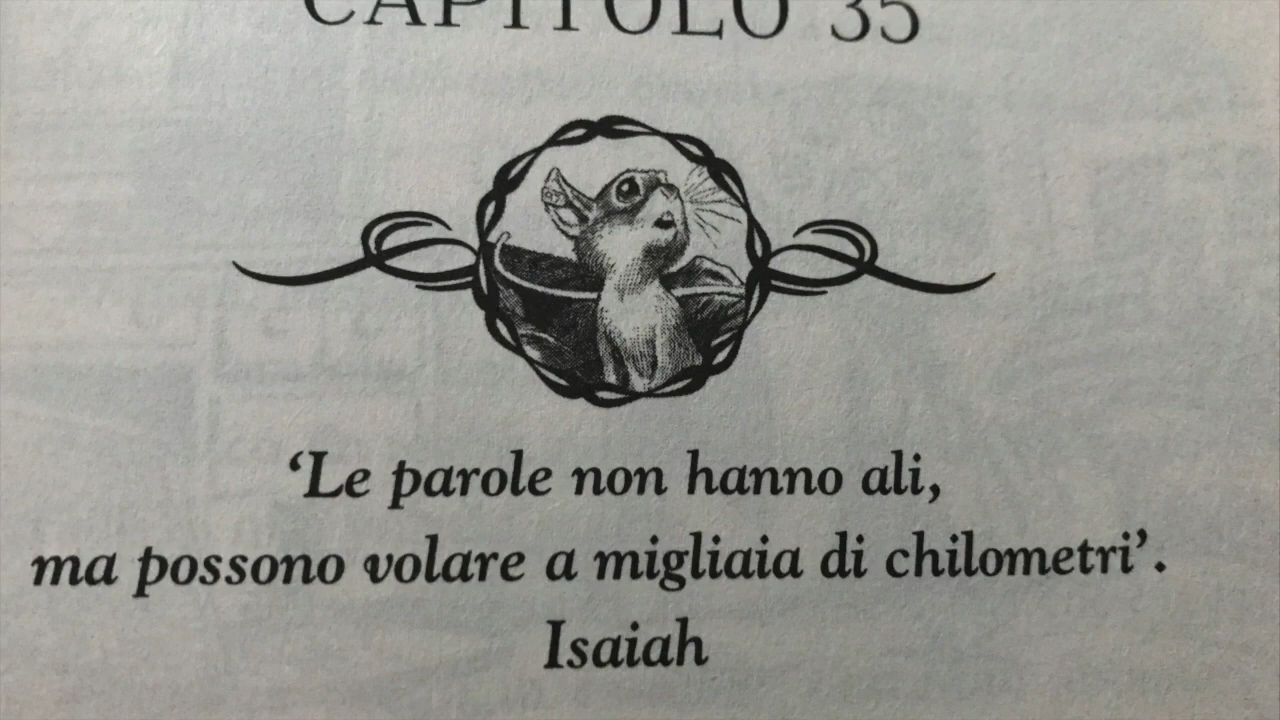 CAPITOLO 35
‘Le parole non hanno ali,
ma possono volare a migliaia di chilometri’.
Isaiah